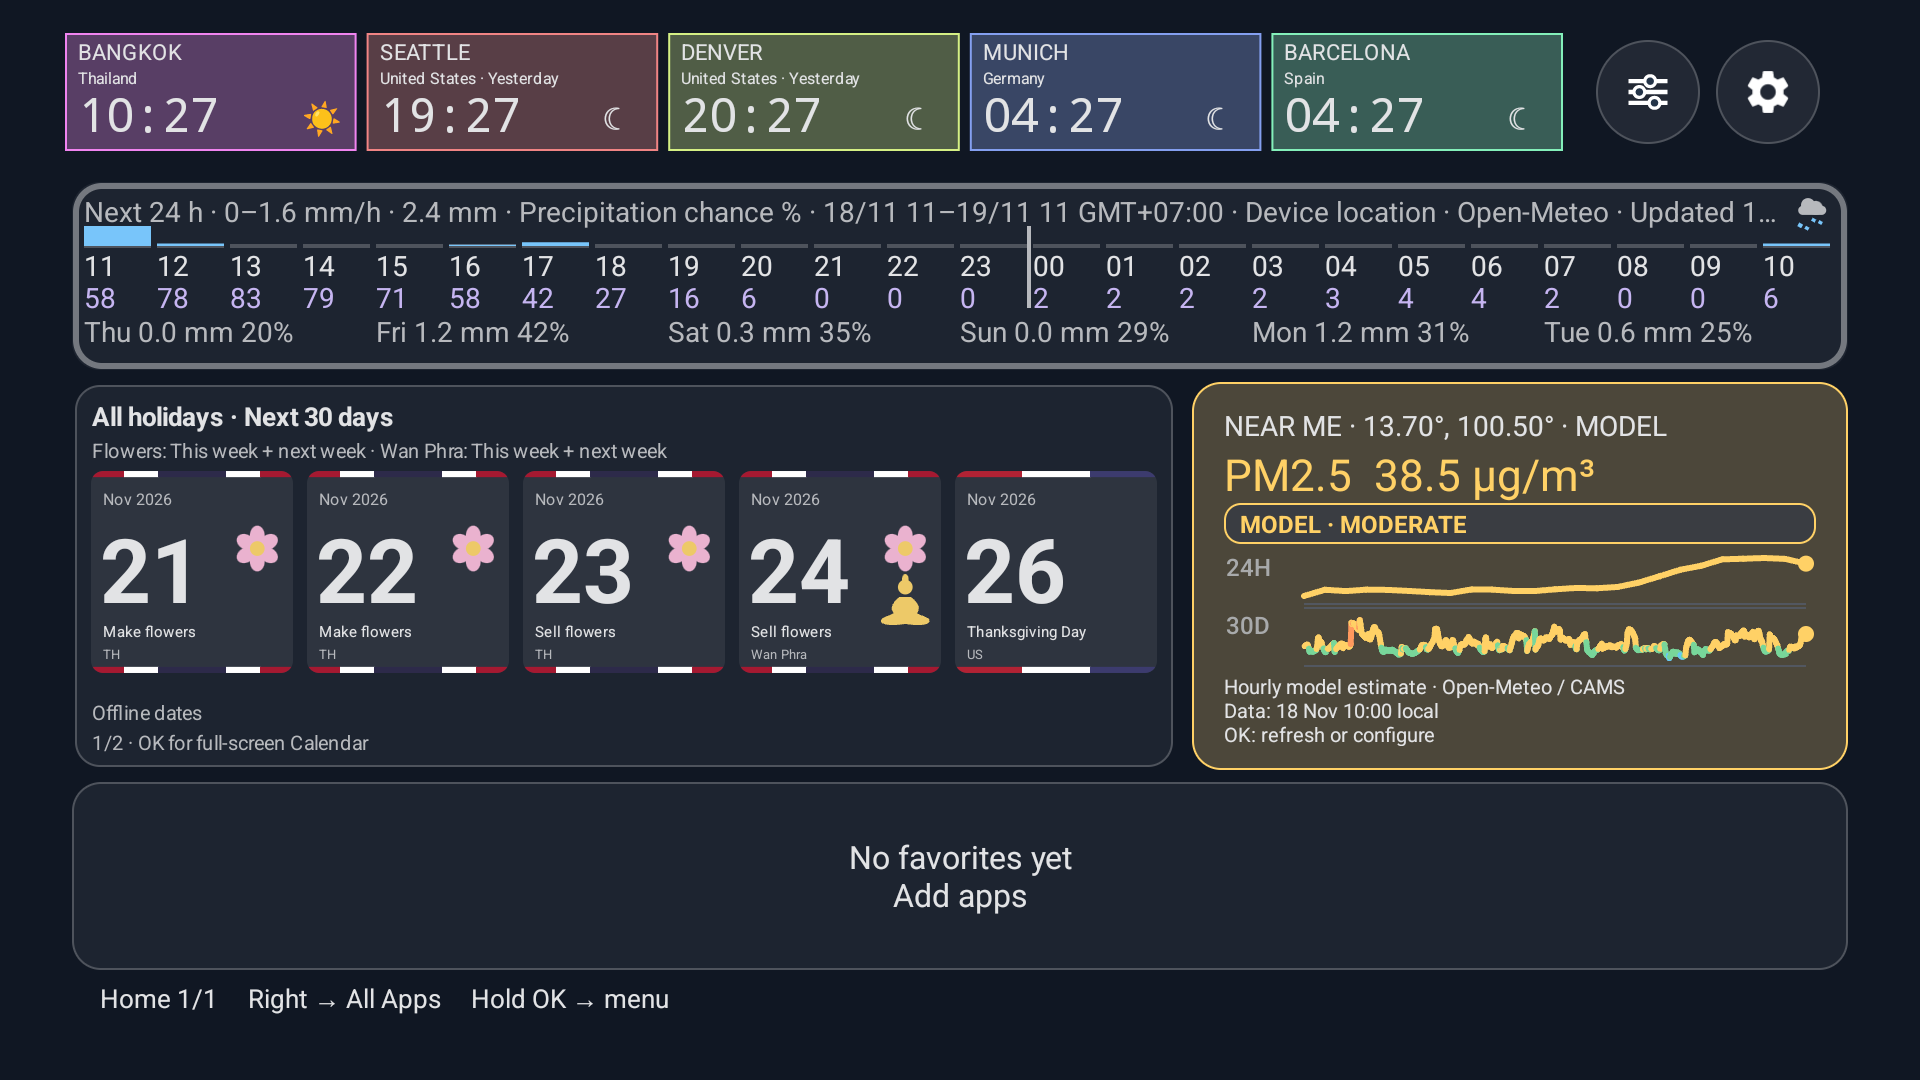 BANGKOK
Thailand
10:27
SEATTLE
United States · Yesterday
19:27
DENVER
United States · Yesterday
20:27
MUNICH
Germany
04:27
BARCELONA
Spain
04:27
Next 24 h · 0–1.6 mm/h · 2.4 mm · Precipitation chance % · 18/11 11–19/11 11 GMT+07:00 · Device location · Open-Meteo · Updated 1...
11 12 13 14 15 16 17 18 19 20 21 22 23 00 01 02 03 04 05 06 07 08 09 10
58 78 83 79 71 58 42 27 16 6 0 0 0 2 2 2 2 3 4 4 2 0 0 6
Thu 0.0 mm 20% Fri 1.2 mm 42% Sat 0.3 mm 35% Sun 0.0 mm 29% Mon 1.2 mm 31% Tue 0.6 mm 25%
All holidays · Next 30 days
Flowers: This week + next week · Wan Phra: This week + next week
Nov 2026
21
Make flowers
TH
Nov 2026
22
Make flowers
TH
Nov 2026
23
Sell flowers
TH
Nov 2026
24
Sell flowers
Wan Phra
Nov 2026
26
Thanksgiving Day
US
Offline dates
1/2 · OK for full-screen Calendar
NEAR ME · 13.70°, 100.50° · MODEL
PM2.5 38.5 µg/m³
MODEL · MODERATE
24H
30D
Hourly model estimate · Open-Meteo / CAMS
Data: 18 Nov 10:00 local
OK: refresh or configure
No favorites yet
Add apps
Home 1/1 Right → All Apps Hold OK → menu